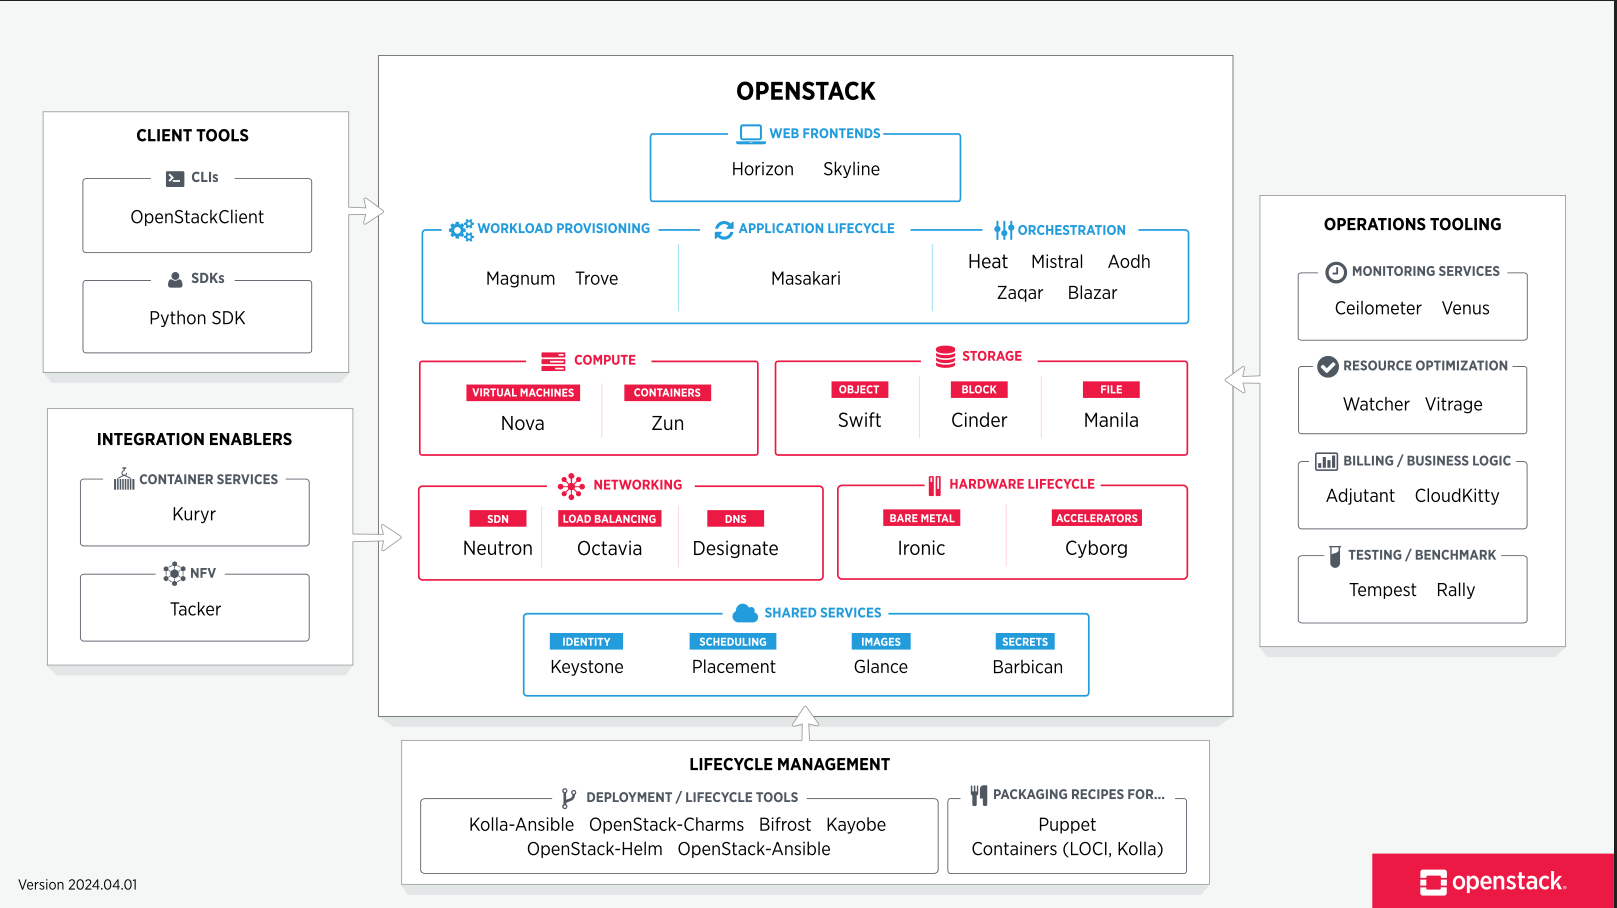 OPENSTACK
WEB FRONTENDS
Horizon Skyline
WORKLOAD PROVISIONING
Magnum Trove
APPLICATION LIFECYCLE
Masakari
ORCHESTRATION
Heat Mistral Aodh
Zaqar Blazar
COMPUTE
VIRTUAL MACHINES
Nova
CONTAINERS
Zun
STORAGE
OBJECT
Swift
BLOCK
Cinder
FILE
Manila
NETWORKING
SDN
Neutron
LOAD BALANCING
Octavia
DNS
Designate
HARDWARE LIFECYCLE
BARE METAL
Ironic
ACCELERATORS
Cyborg
SHARED SERVICES
IDENTITY
Keystone
SCHEDULING
Placement
IMAGES
Glance
SECRETS
Barbican
CLIENT TOOLS
CLIs
OpenStackClient
SDKs
Python SDK
INTEGRATION ENABLERS
CONTAINER SERVICES
Kuryr
NFV
Tacker
OPERATIONS TOOLING
MONITORING SERVICES
Ceilometer Venus
RESOURCE OPTIMIZATION
Watcher Vitrage
BILLING / BUSINESS LOGIC
Adjutant CloudKitty
TESTING / BENCHMARK
Tempest Rally
LIFECYCLE MANAGEMENT
DEPLOYMENT / LIFECYCLE TOOLS
Kolla-Ansible OpenStack-Charms Bifrost Kayobe
OpenStack-Helm OpenStack-Ansible
PACKAGING RECIPES FOR...
Puppet
Containers (LOCI, Kolla)
Version 2024.04.01
openstack.